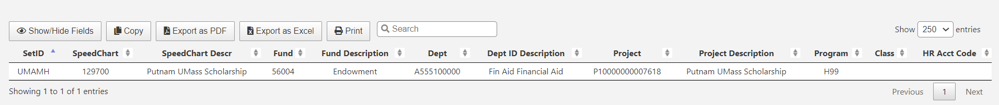 Show/Hide Fields Copy Export as PDF Export as Excel Print Search Show 250 entries
SetID SpeedChart SpeedChart Descr Fund Fund Description Dept Dept ID Description Project Project Description Program Class HR Acct Code
UMAMH 129700 Putnam UMass Scholarship 56004 Endowment A555100000 Fin Aid Financial Aid P10000000007618 Putnam UMass Scholarship H99
Showing 1 to 1 of 1 entries Previous 1 Next